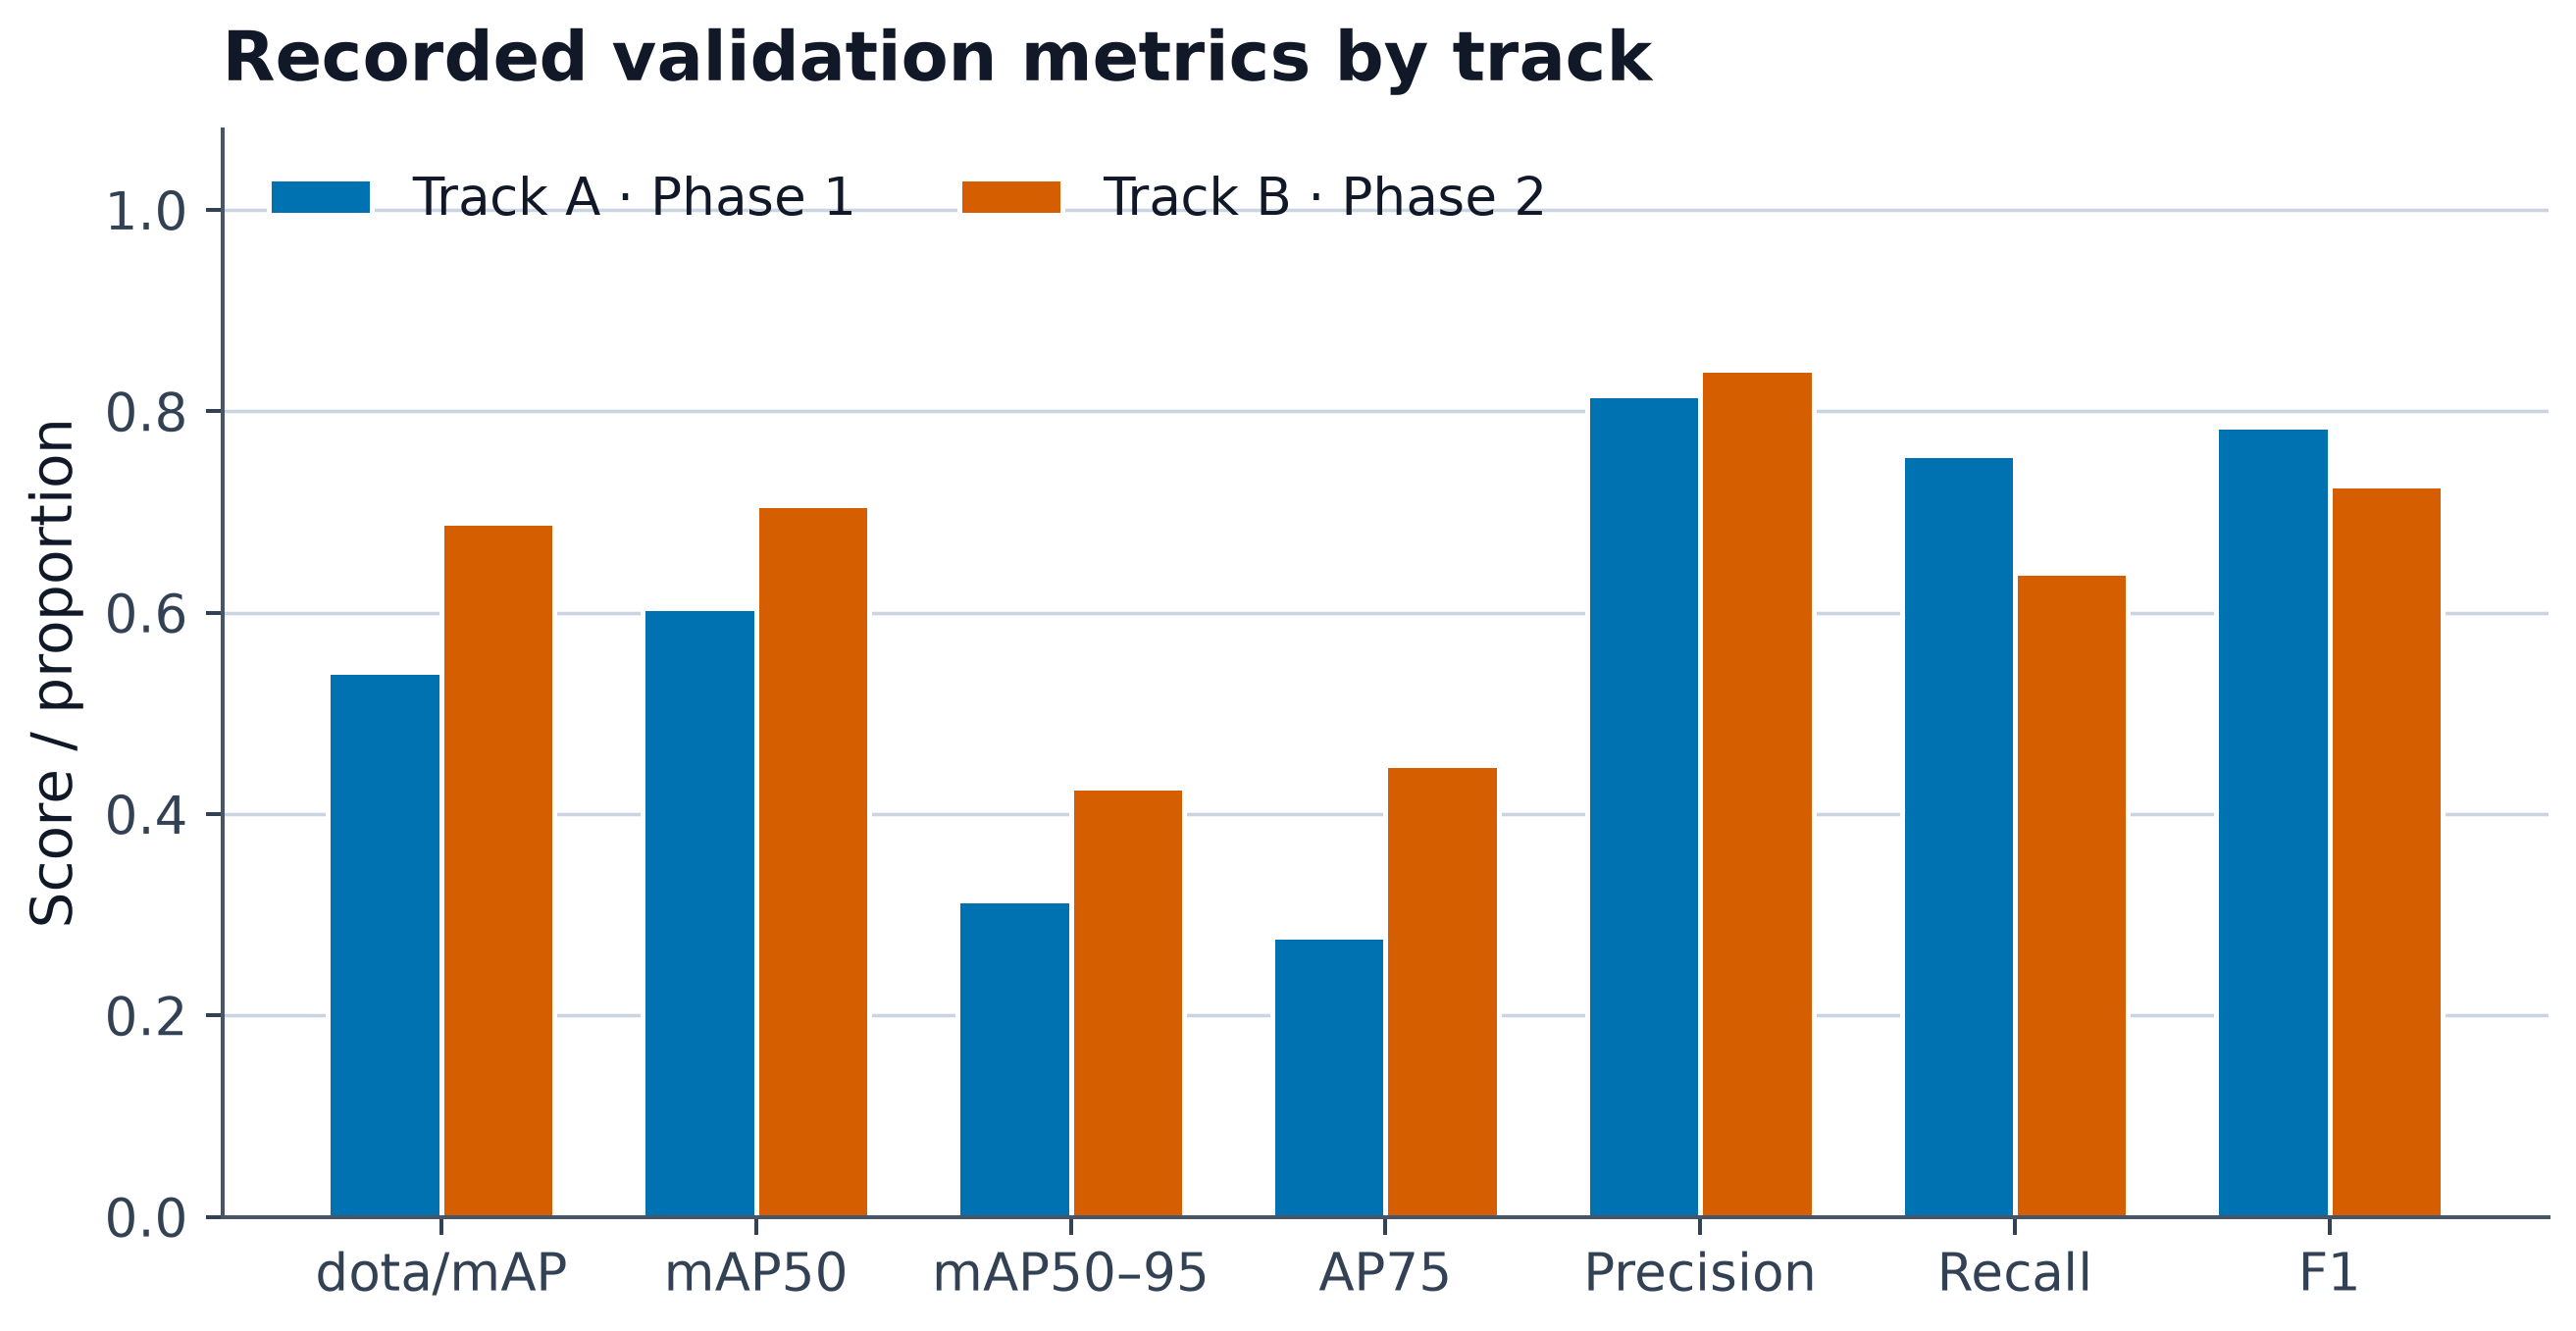 Recorded validation metrics by track
Track A · Phase 1
Track B · Phase 2
Score / proportion
1.0
0.8
0.6
0.4
0.2
0.0
dota/mAP
mAP50
mAP50–95
AP75
Precision
Recall
F1